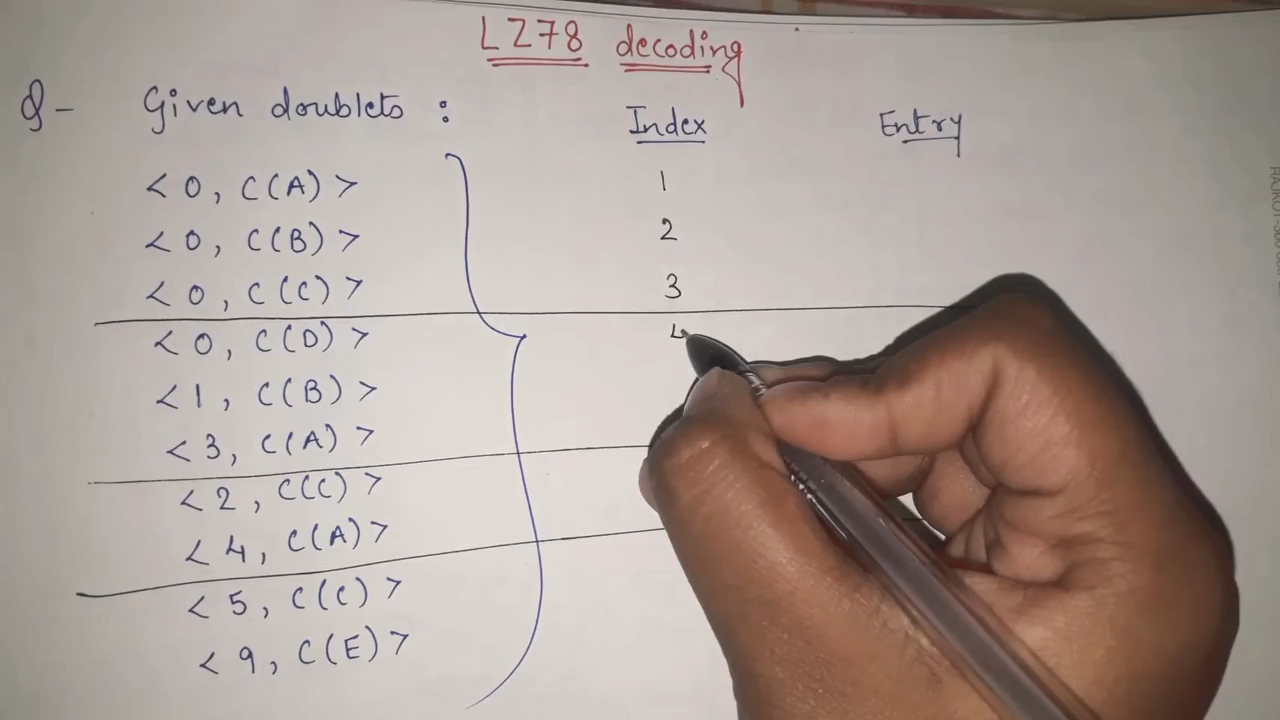 LZ78 decoding
Q- Given doublets : Index Entry
<0, C(A)> 1
<0, C(B)> 2
<0, C(C)> 3
<0, C(D)> 4
<1, C(B)>
<3, C(A)>
<2, C(C)>
<4, C(A)>
<5, C(C)>
<9, C(E)>